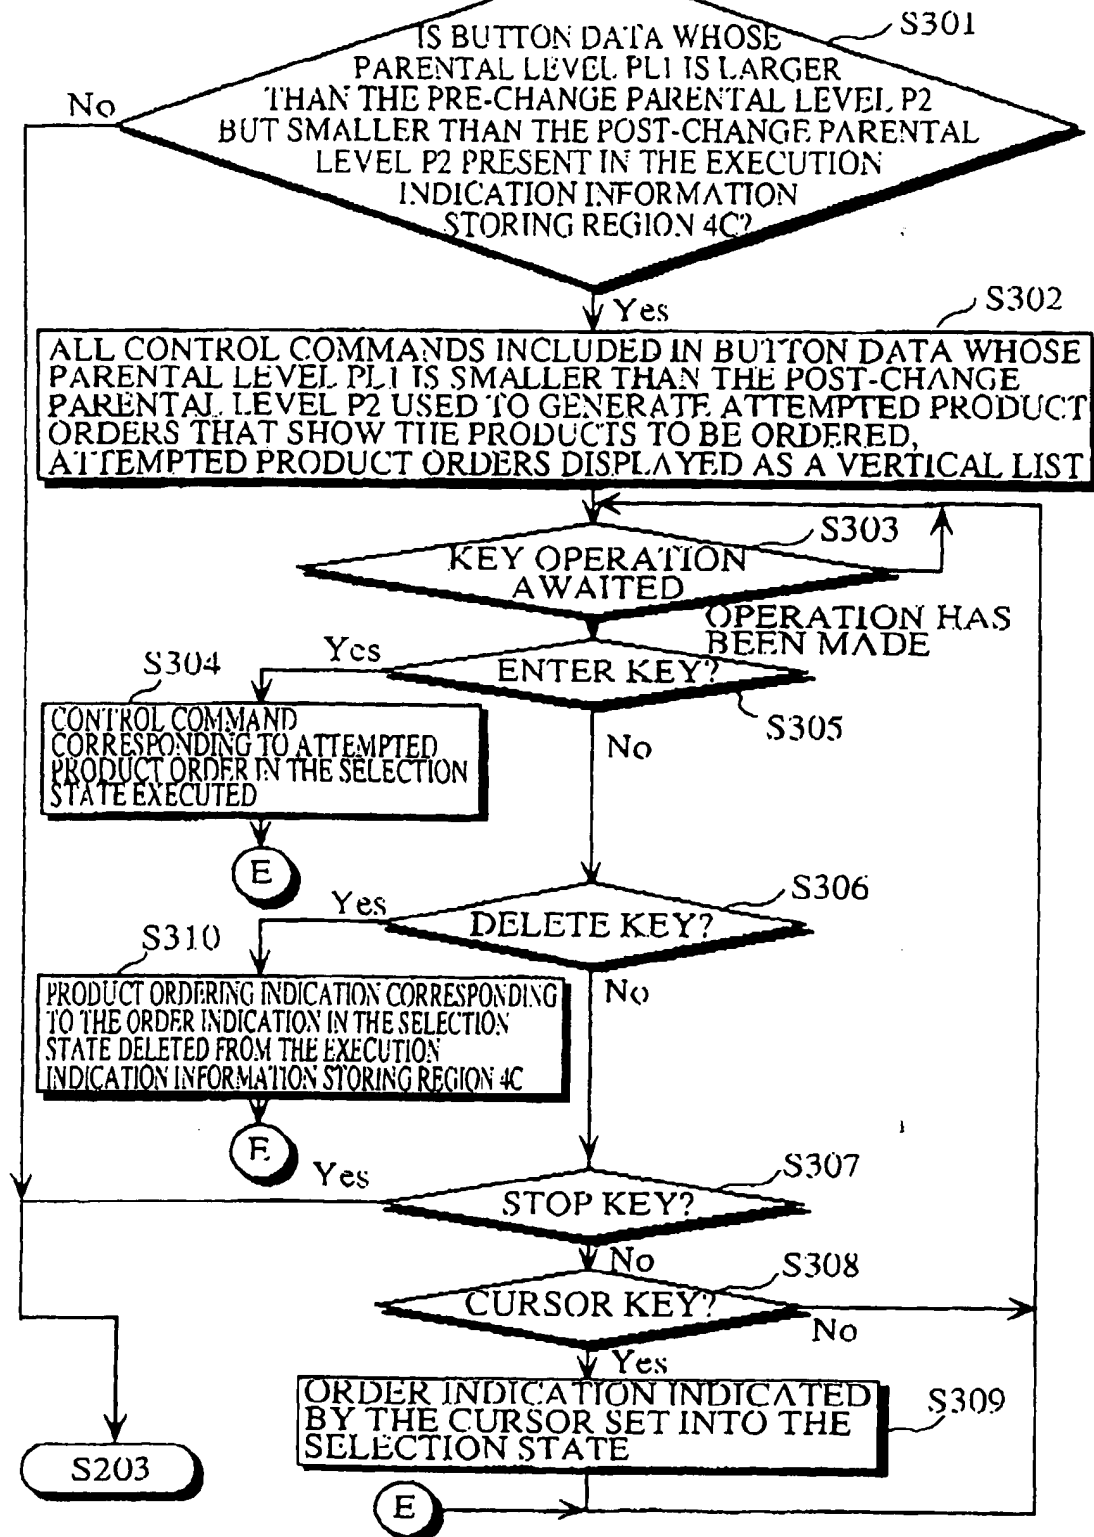 S301
IS BUTTON DATA WHOSE
PARENTAL LEVEL PL1 IS LARGER
THAN THE PRE-CHANGE PARENTAL LEVEL P2
BUT SMALLER THAN THE POST-CHANGE PARENTAL
LEVEL P2 PRESENT IN THE EXECUTION
INDICATION INFORMATION
STORING REGION 4C?
No
Yes
S302
ALL CONTROL COMMANDS INCLUDED IN BUTTON DATA WHOSE
PARENTAL LEVEL PL1 IS SMALLER THAN THE POST-CHANGE
PARENTAL LEVEL P2 USED TO GENERATE ATTEMPTED PRODUCT
ORDERS THAT SHOW THE PRODUCTS TO BE ORDERED,
ATTEMPTED PRODUCT ORDERS DISPLAYED AS A VERTICAL LIST
S303
KEY OPERATION
AWAITED
OPERATION HAS
BEEN MADE
Yes
ENTER KEY?
S305
No
S304
CONTROL COMMAND
CORRESPONDING TO ATTEMPTED
PRODUCT ORDER IN THE SELECTION
STATE EXECUTED
E
S306
Yes
DELETE KEY?
No
S310
PRODUCT ORDERING INDICATION CORRESPONDING
TO THE ORDER INDICATION IN THE SELECTION
STATE DELETED FROM THE EXECUTION
INDICATION INFORMATION STORING REGION 4C
E
S307
Yes
STOP KEY?
No
S308
CURSOR KEY?
No
Yes
S309
ORDER INDICATION INDICATED
BY THE CURSOR SET INTO THE
SELECTION STATE
S203
E